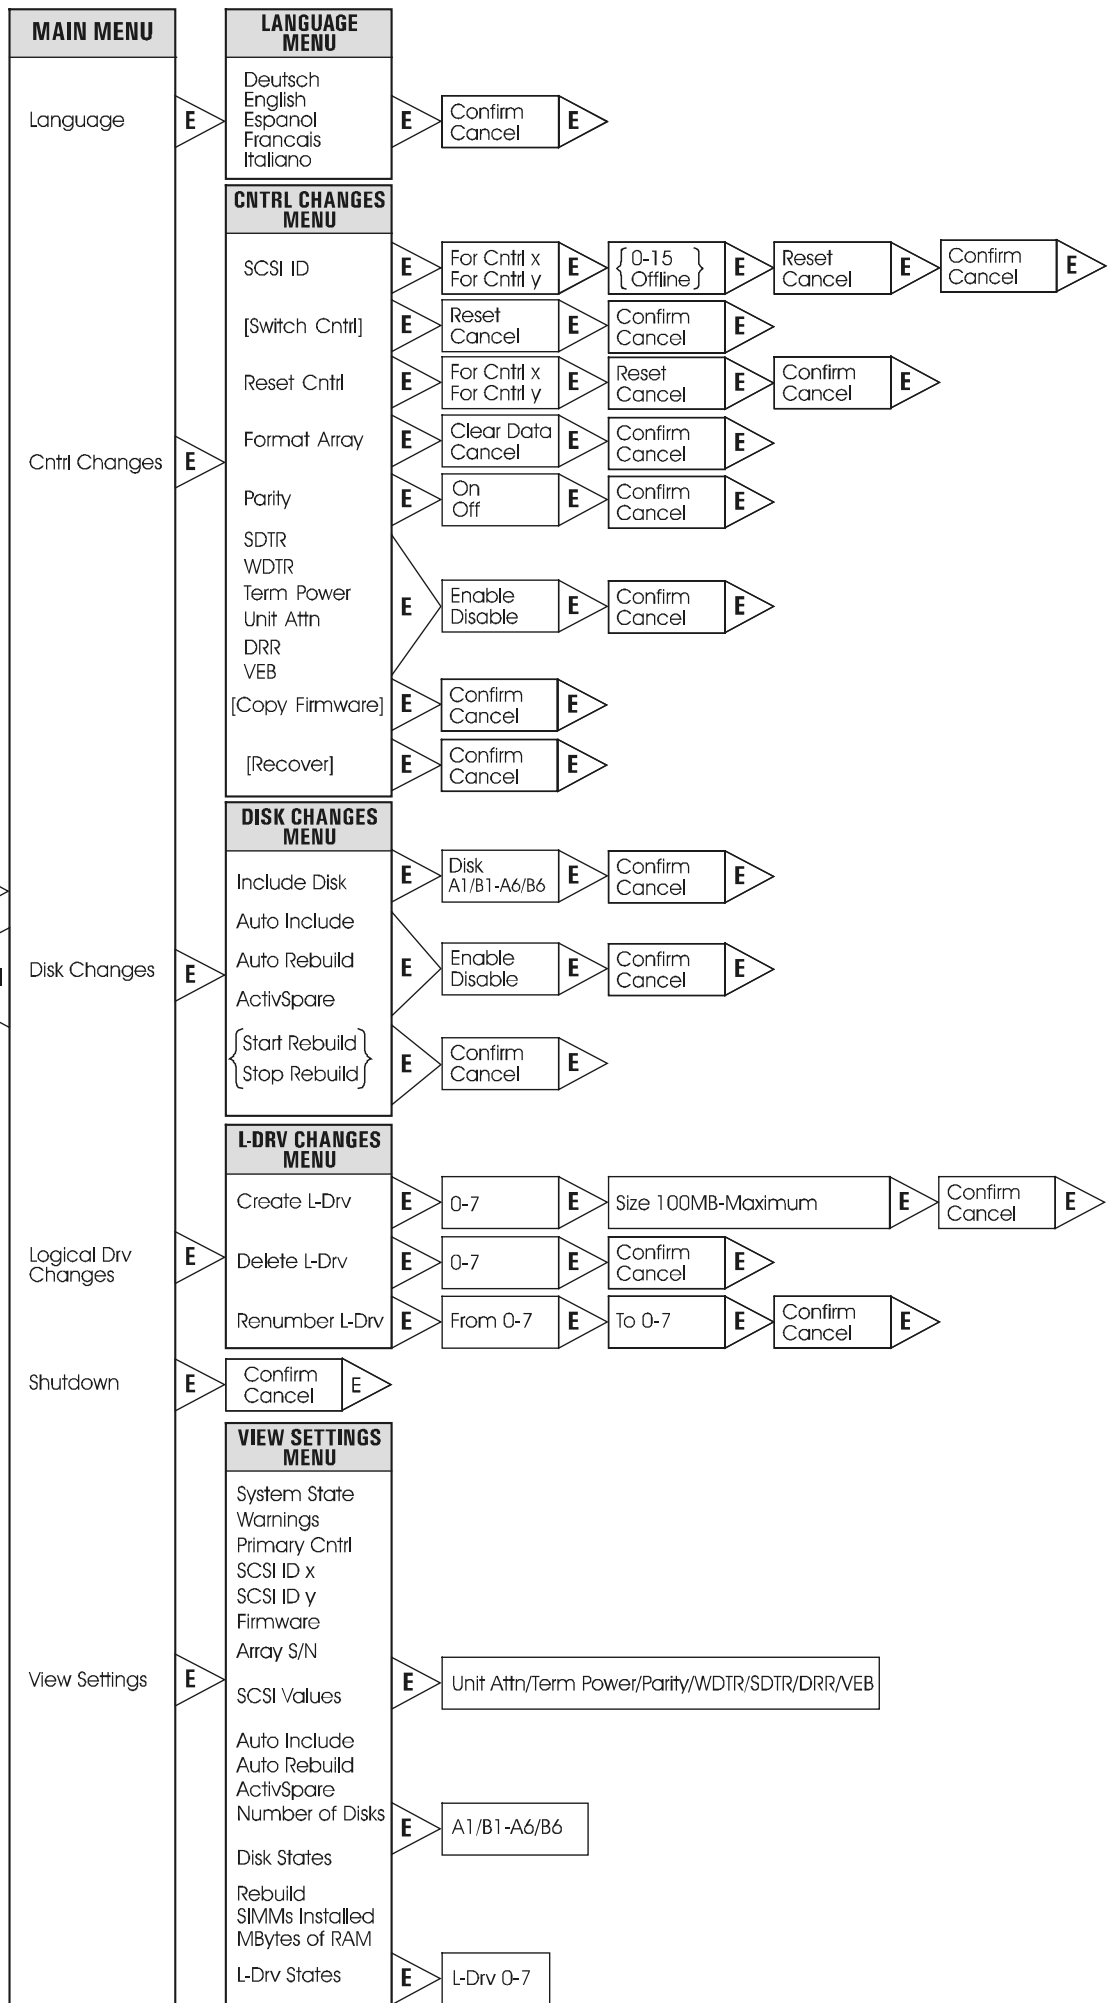 MAIN MENU
Language
E
LANGUAGE
MENU
Deutsch
English
Espanol
Francais
Italiano
E
Confirm
Cancel
E
Cntrl Changes
E
CNTRL CHANGES
MENU
SCSI ID
E
For Cntrl x
For Cntrl y
E
{0-15
Offline}
E
Reset
Cancel
E
Confirm
Cancel
E
[Switch Cntrl]
E
Reset
Cancel
E
Confirm
Cancel
E
Reset Cntrl
E
For Cntrl x
For Cntrl y
E
Reset
Cancel
E
Confirm
Cancel
E
Format Array
E
Clear Data
Cancel
E
Confirm
Cancel
E
Parity
E
On
Off
E
Confirm
Cancel
E
SDTR
WDTR
Term Power
Unit Attn
DRR
VEB
E
Enable
Disable
E
Confirm
Cancel
E
[Copy Firmware]
E
Confirm
Cancel
E
[Recover]
E
Confirm
Cancel
E
Disk Changes
E
DISK CHANGES
MENU
Include Disk
E
Disk
A1/B1-A6/B6
E
Confirm
Cancel
E
Auto Include
Auto Rebuild
ActivSpare
E
Enable
Disable
E
Confirm
Cancel
E
{Start Rebuild
Stop Rebuild}
E
Confirm
Cancel
E
Logical Drv
Changes
E
L-DRV CHANGES
MENU
Create L-Drv
E
0-7
E
Size 100MB-Maximum
E
Confirm
Cancel
E
Delete L-Drv
E
0-7
E
Confirm
Cancel
E
Renumber L-Drv
E
From 0-7
E
To 0-7
E
Confirm
Cancel
E
Shutdown
E
Confirm
Cancel
E
View Settings
E
VIEW SETTINGS
MENU
System State
Warnings
Primary Cntrl
SCSI ID x
SCSI ID y
Firmware
Array S/N
SCSI Values
E
Unit Attn/Term Power/Parity/WDTR/SDTR/DRR/VEB
Auto Include
Auto Rebuild
ActivSpare
Number of Disks
Disk States
E
A1/B1-A6/B6
Rebuild
SIMMs Installed
MBytes of RAM
L-Drv States
E
L-Drv 0-7